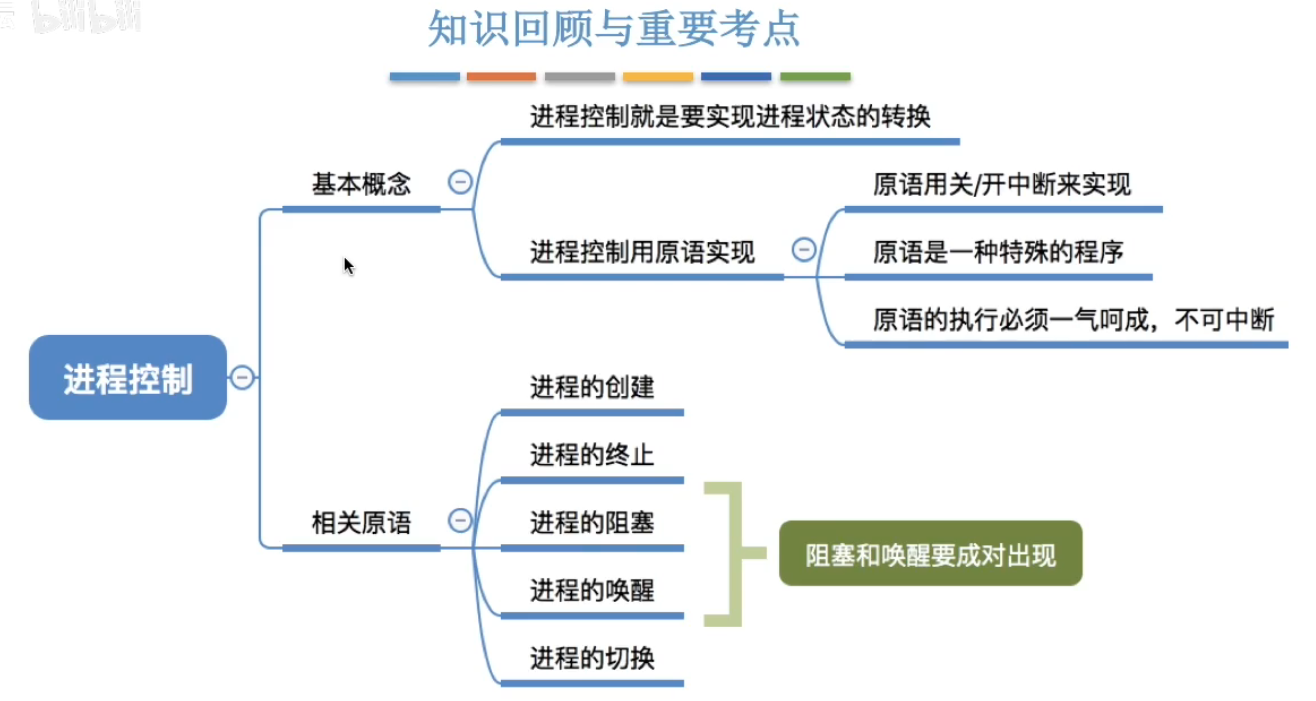 bilibili
知识回顾与重要考点
进程控制就是要实现进程状态的转换
基本概念
原语用关/开中断来实现
进程控制用原语实现
原语是一种特殊的程序
原语的执行必须一气呵成，不可中断
进程控制
进程的创建
进程的终止
相关原语
进程的阻塞
阻塞和唤醒要成对出现
进程的唤醒
进程的切换